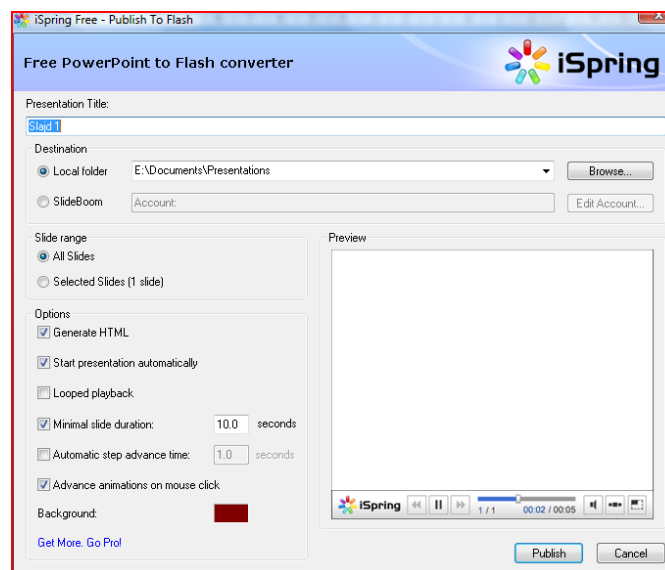 iSpring Free - Publish To Flash
Free PowerPoint to Flash converter
iSpring
Presentation Title:
Slajd 1
Destination
Local folder
E:\Documents\Presentations
Browse...
SlideBoom
Account:
Edit Account...
Slide range
All Slides
Selected Slides (1 slide)
Options
Generate HTML
Start presentation automatically
Looped playback
Minimal slide duration: 10.0 seconds
Automatic step advance time: 1.0 seconds
Advance animations on mouse click
Background:
Get More. Go Pro!
Preview
iSpring
1 / 1 00:02 / 00:05
Publish
Cancel